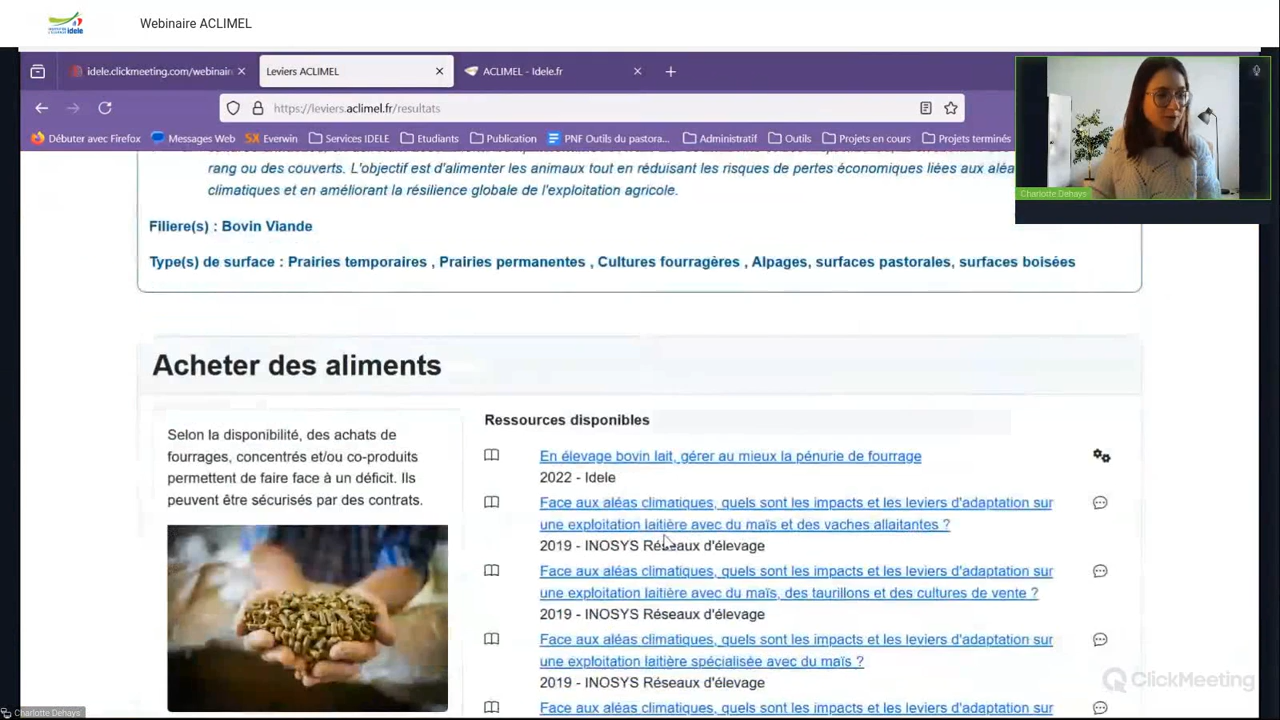 idele
Webinaire ACLIMEL
idele.clickmeeting.com/webinair
Leviers ACLIMEL
ACLIMEL - Idele.fr
https://leviers.aclimel.fr/resultats
Débuter avec Firefox
Messages Web
Everwin
Services IDELE
Etudiants
Publication
PNF Outils du pastora...
Administratif
Outils
Projets en cours
Projets terminés
Charlotte Dehays
rang ou des couverts. L'objectif est d'alimenter les animaux tout en réduisant les risques de pertes économiques liées aux aléa
climatiques et en améliorant la résilience globale de l'exploitation agricole.
Filiere(s) : Bovin Viande
Type(s) de surface : Prairies temporaires , Prairies permanentes , Cultures fourragères , Alpages, surfaces pastorales, surfaces boisées
Acheter des aliments
Selon la disponibilité, des achats de
fourrages, concentrés et/ou co-produits
permettent de faire face à un déficit. Ils
peuvent être sécurisés par des contrats.
Ressources disponibles
En élevage bovin lait, gérer au mieux la pénurie de fourrage
2022 - Idele
Face aux aléas climatiques, quels sont les impacts et les leviers d'adaptation sur
une exploitation laitière avec du maïs et des vaches allaitantes ?
2019 - INOSYS Réseaux d'élevage
Face aux aléas climatiques, quels sont les impacts et les leviers d'adaptation sur
une exploitation laitière avec du maïs, des taurillons et des cultures de vente ?
2019 - INOSYS Réseaux d'élevage
Face aux aléas climatiques, quels sont les impacts et les leviers d'adaptation sur
une exploitation laitière spécialisée avec du maïs ?
2019 - INOSYS Réseaux d'élevage
Face aux aléas climatiques, quels sont les impacts et les leviers d'adaptation sur
ClickMeeting
Charlotte Dehays